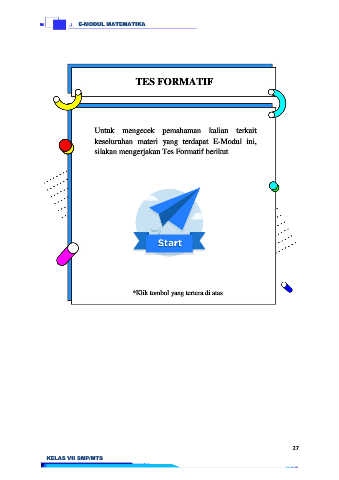 E-MODUL MATEMATIKA
TES FORMATIF
Untuk mengecek pemahaman kalian terkait
keseluruhan materi yang terdapat E-Modul ini,
silakan mengerjakan Tes Formatif berikut
Start
*Klik tombol yang tertera di atas
27
KELAS VII SMP/MTS